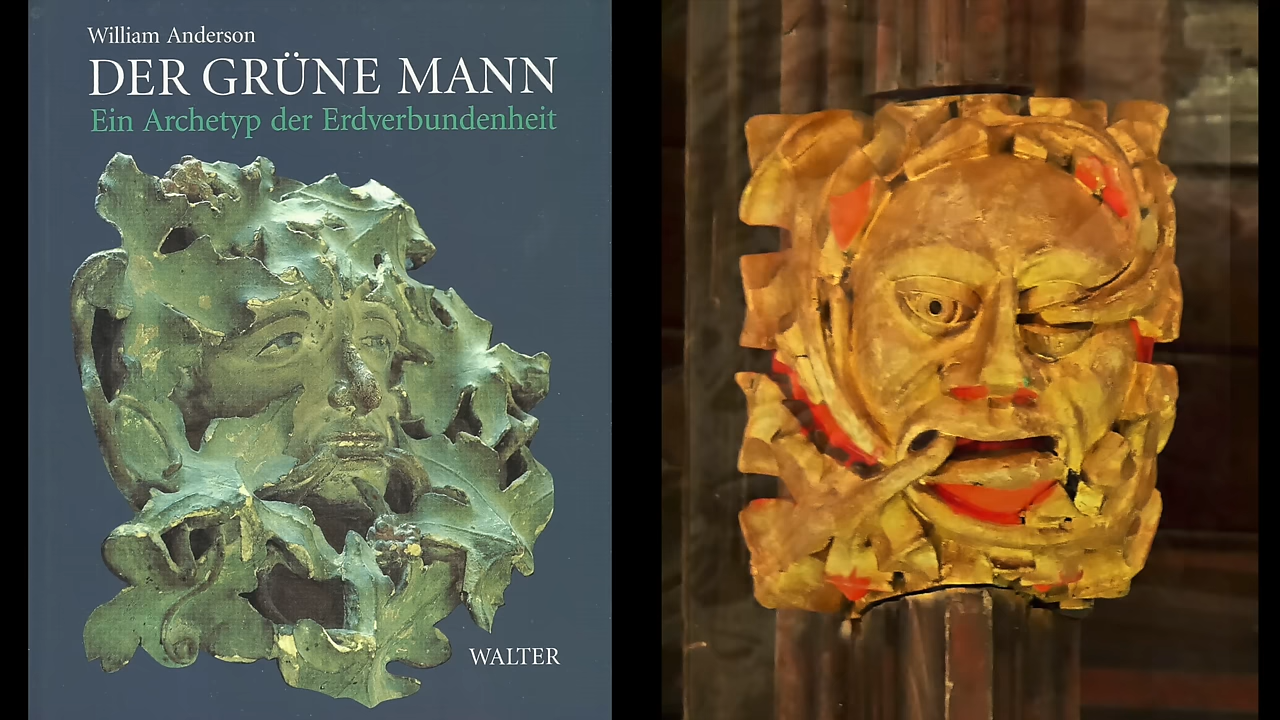 William Anderson
DER GRÜNE MANN
Ein Archetyp der Erdverbundenheit
WALTER